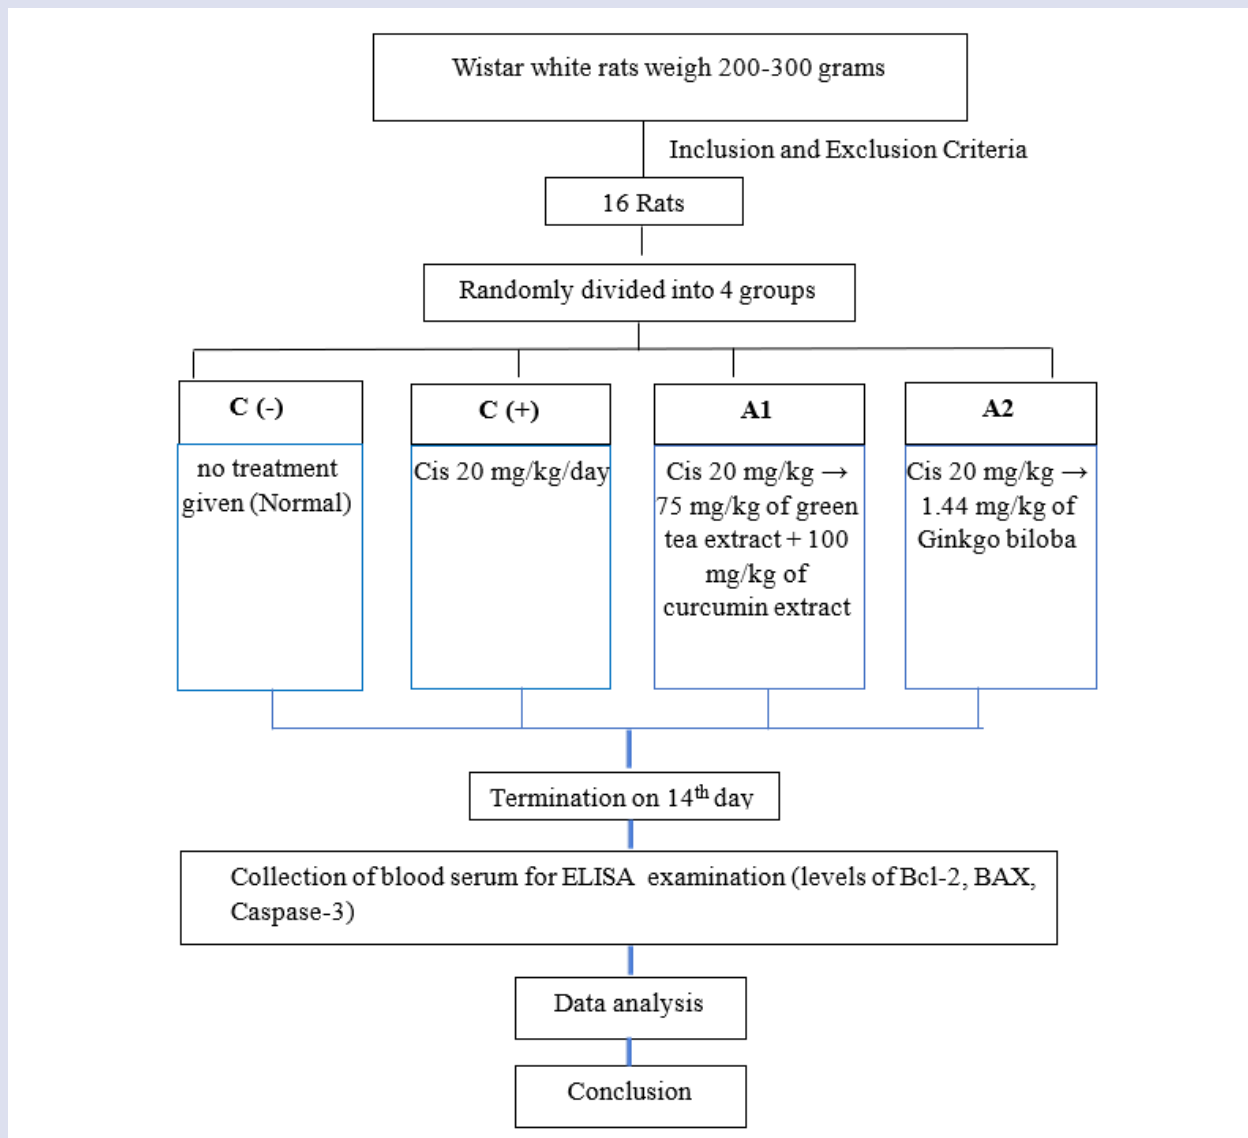 Wistar white rats weigh 200-300 grams
Inclusion and Exclusion Criteria
16 Rats
Randomly divided into 4 groups
C (-)
no treatment
given (Normal)
C (+)
Cis 20 mg/kg/day
A1
Cis 20 mg/kg →
75 mg/kg of green
tea extract + 100
mg/kg of
curcumin extract
A2
Cis 20 mg/kg →
1.44 mg/kg of
Ginkgo biloba
Termination on 14th day
Collection of blood serum for ELISA examination (levels of Bcl-2, BAX,
Caspase-3)
Data analysis
Conclusion